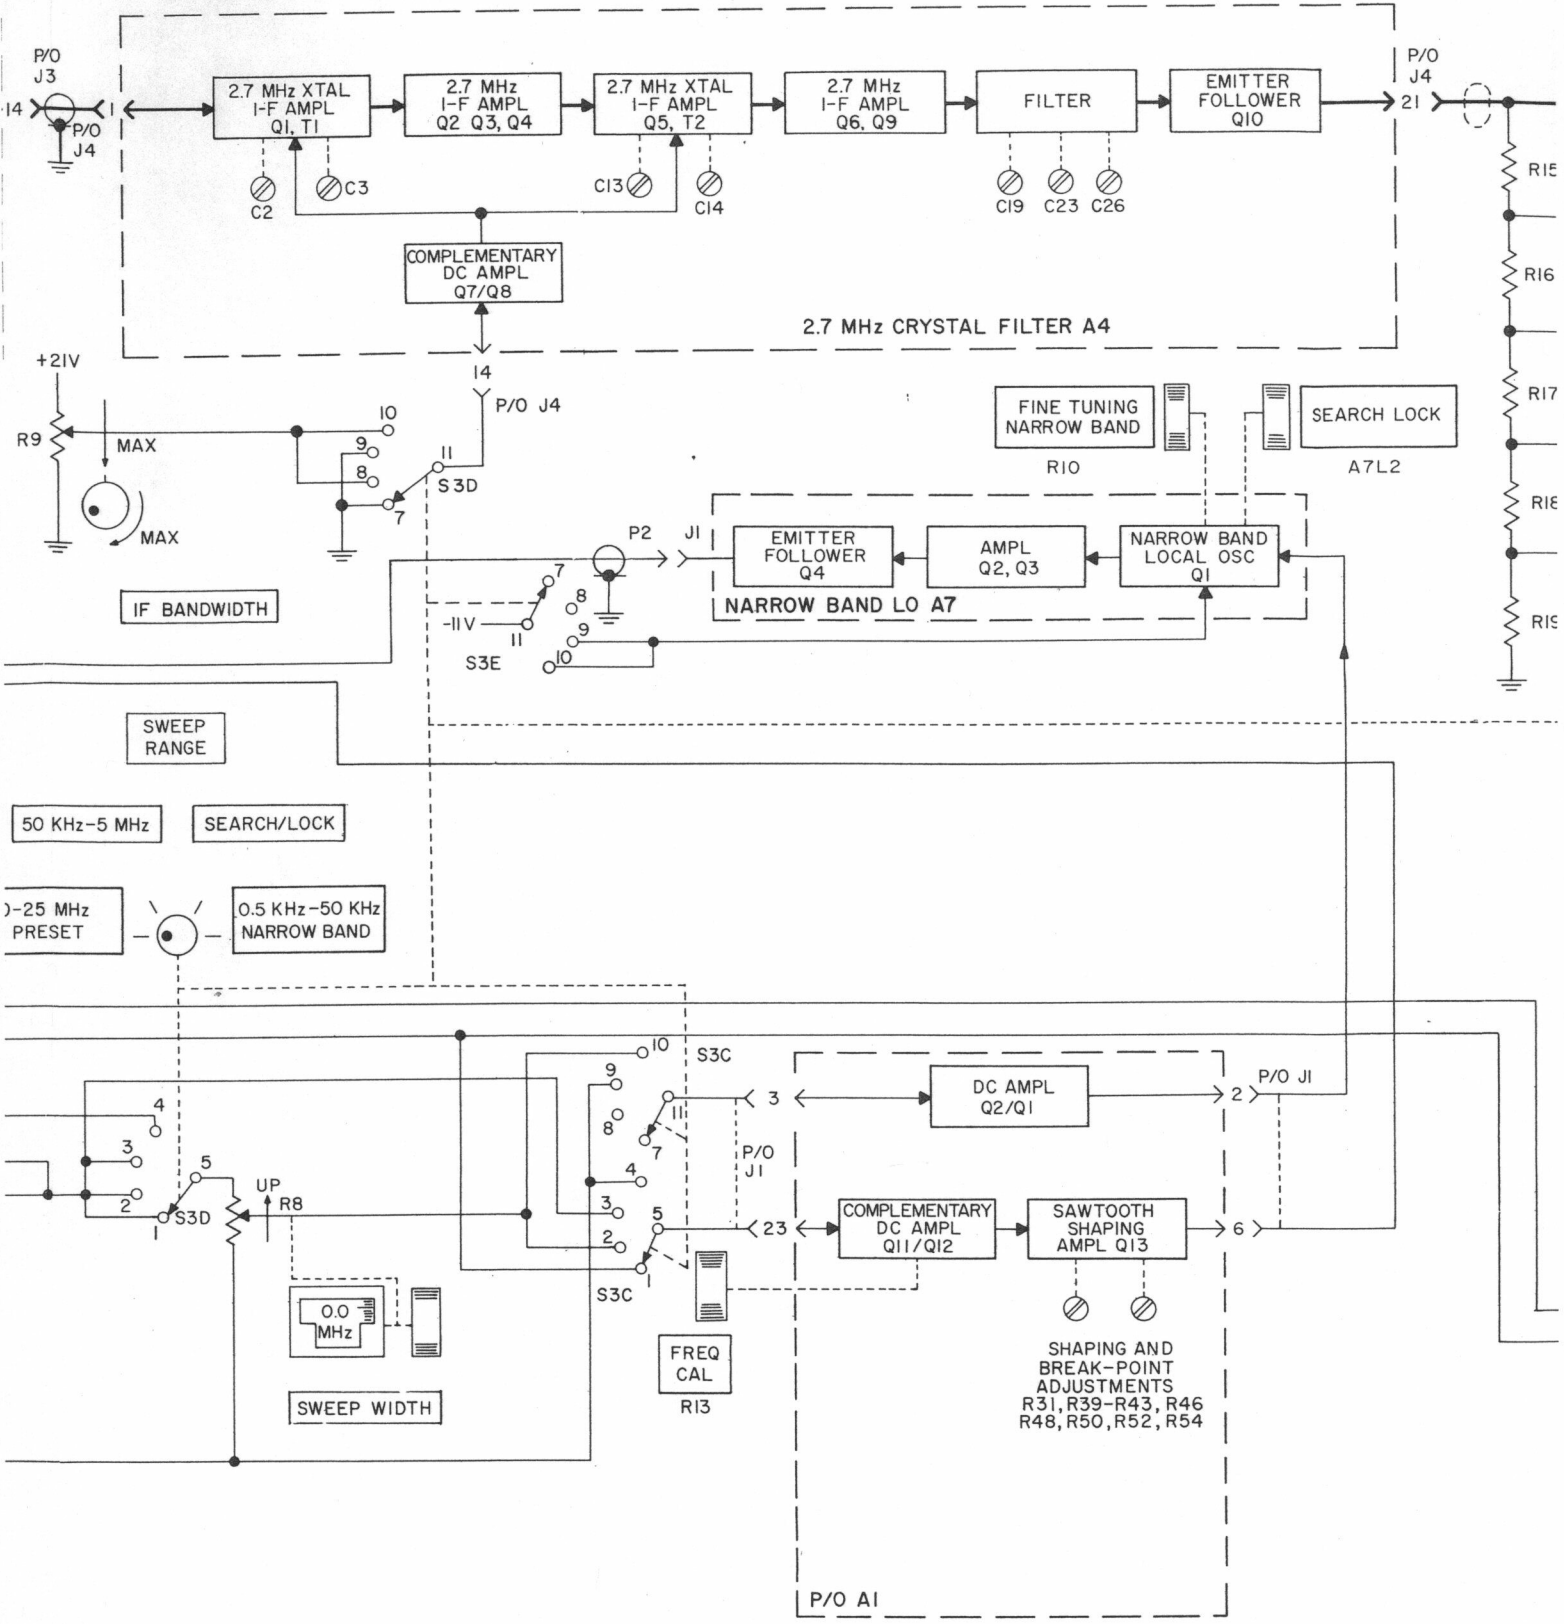 P/O
J3
14
P/O
J4
1
2.7 MHz XTAL
I-F AMPL
Q1, T1
2.7 MHz
I-F AMPL
Q2 Q3, Q4
2.7 MHz XTAL
I-F AMPL
Q5, T2
2.7 MHz
I-F AMPL
Q6, Q9
FILTER
EMITTER
FOLLOWER
Q10
P/O
J4
21
C2
C3
C13
C14
C19
C23
C26
R15
R16
R17
R18
R19
COMPLEMENTARY
DC AMPL
Q7/Q8
2.7 MHz CRYSTAL FILTER A4
14
P/O J4
+21V
R9
MAX
MAX
10
9
8
7
11
S3D
IF BANDWIDTH
FINE TUNING
NARROW BAND
R10
SEARCH LOCK
A7L2
P2
J1
EMITTER
FOLLOWER
Q4
AMPL
Q2, Q3
NARROW BAND
LOCAL OSC
Q1
NARROW BAND LO A7
7
8
-11V
11
9
10
S3E
SWEEP
RANGE
50 KHz-5 MHz
SEARCH/LOCK
0-25 MHz
PRESET
0.5 KHz-50 KHz
NARROW BAND
10
S3C
9
11
8
7
3
P/O
J1
DC AMPL
Q2/Q1
2
P/O J1
4
3
2
1
5
S3D
UP
R8
4
3
2
1
5
S3C
23
COMPLEMENTARY
DC AMPL
Q11/Q12
SAWTOOTH
SHAPING
AMPL Q13
6
0.0
MHz
SWEEP WIDTH
FREQ
CAL
R13
SHAPING AND
BREAK-POINT
ADJUSTMENTS
R31, R39-R43, R46
R48, R50, R52, R54
P/O A1